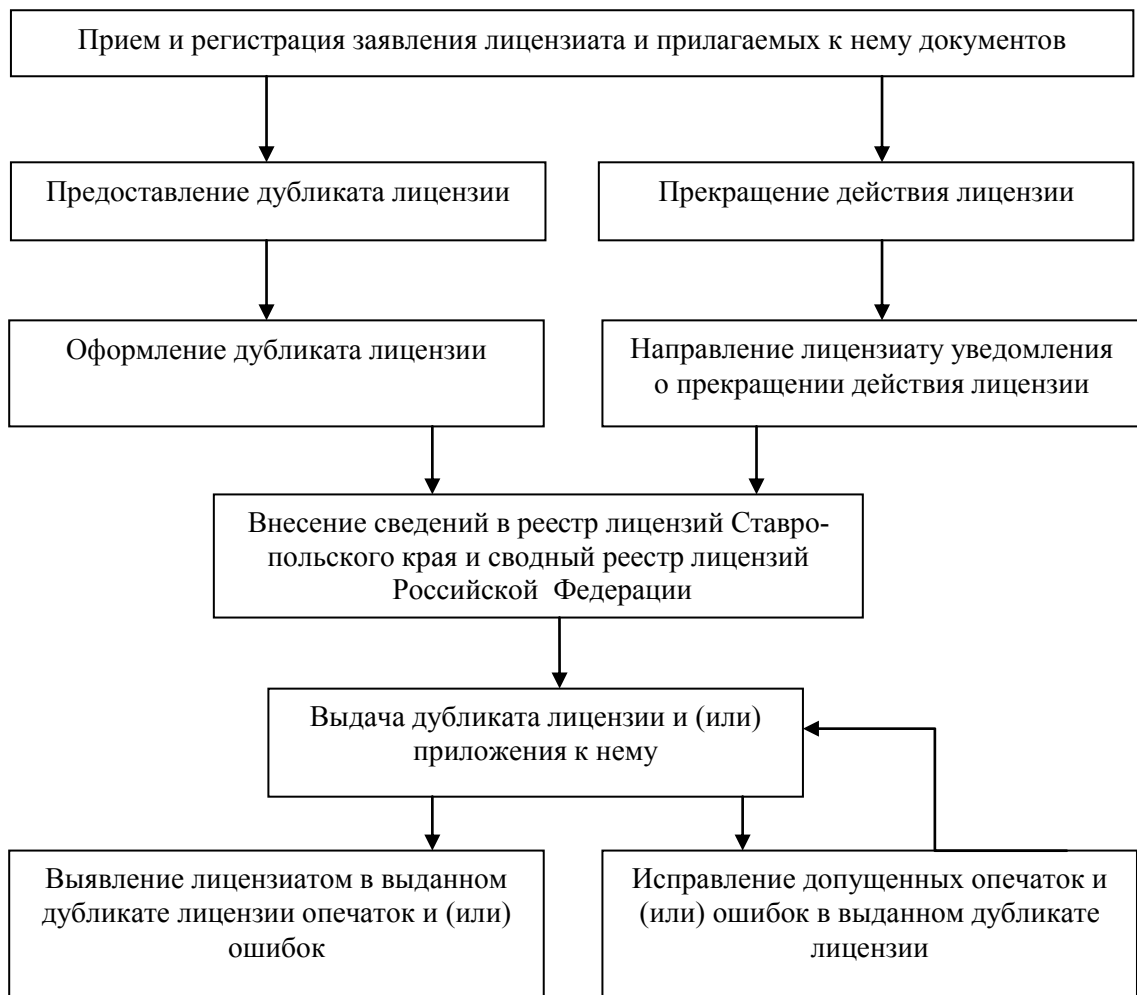 Прием и регистрация заявления лицензиата и прилагаемых к нему документов
Предоставление дубликата лицензии
Прекращение действия лицензии
Оформление дубликата лицензии
Направление лицензиату уведомления
о прекращении действия лицензии
Внесение сведений в реестр лицензий Ставро-
польского края и сводный реестр лицензий
Российской Федерации
Выдача дубликата лицензии и (или)
приложения к нему
Выявление лицензиатом в выданном
дубликате лицензии опечаток и (или)
ошибок
Исправление допущенных опечаток и
(или) ошибок в выданном дубликате
лицензии